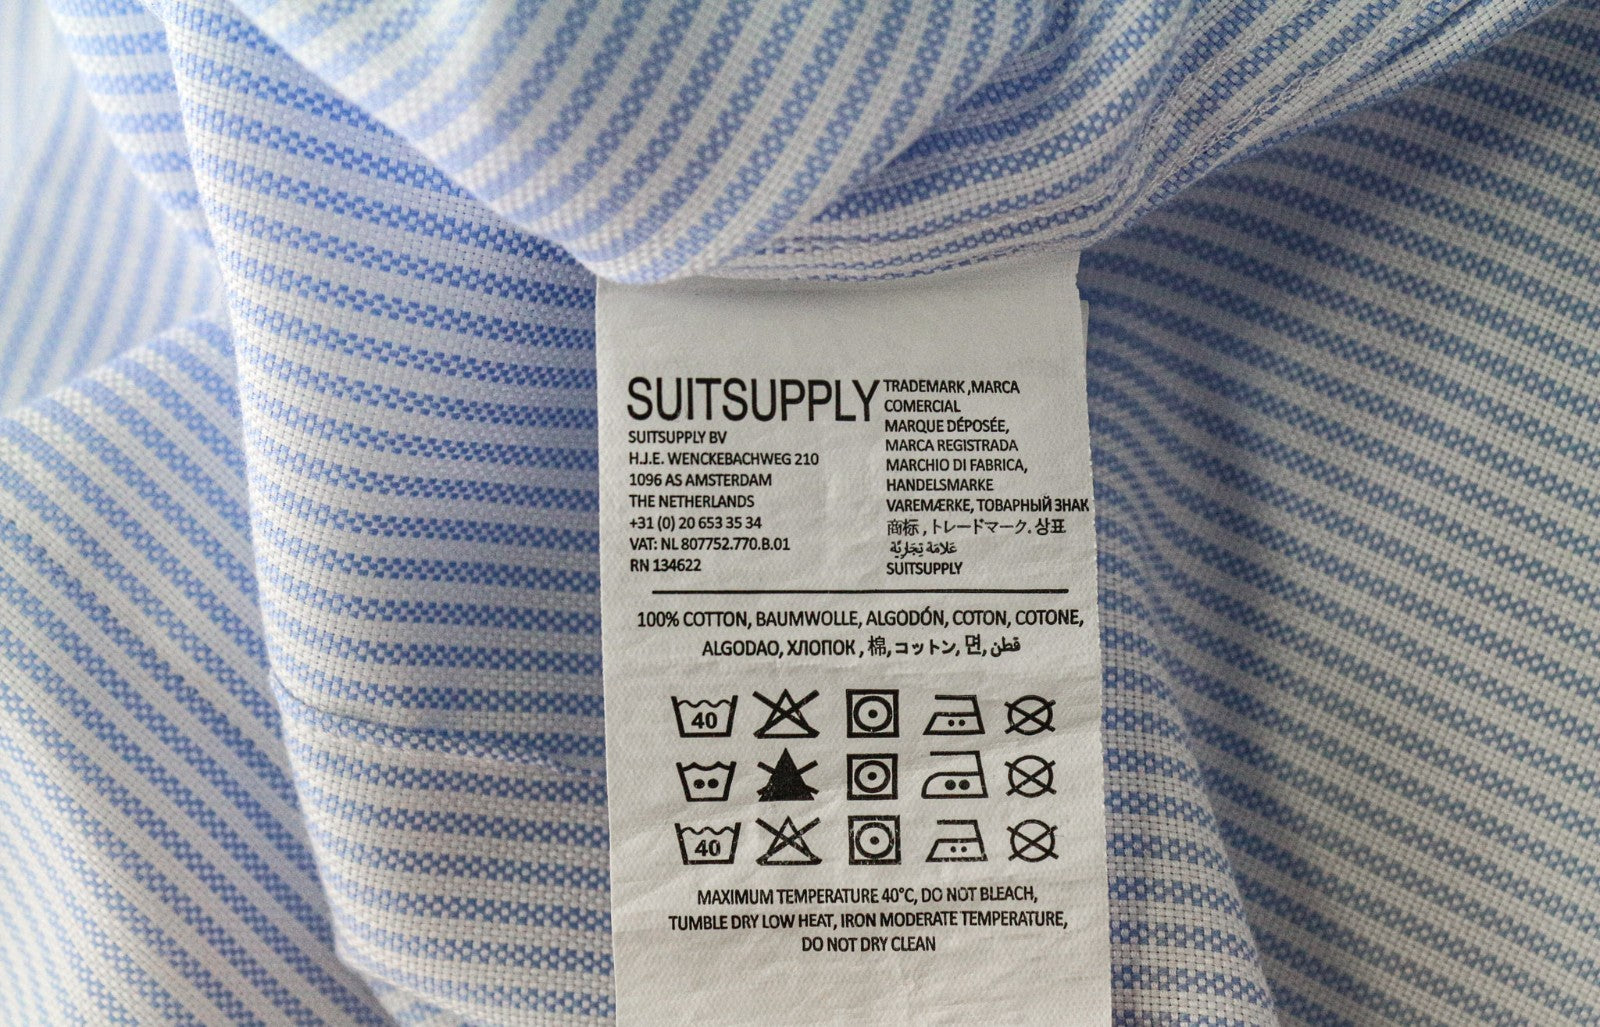 SUITSUPPLY
SUITSUPPLY BV
H.J.E. WENCKEBACHWEG 210
1096 AS AMSTERDAM
THE NETHERLANDS
+31 (0) 20 653 35 34
VAT: NL 807752.770.B.01
RN 134622
TRADEMARK ,MARCA
COMERCIAL
MARQUE DÉPOSÉE,
MARCA REGISTRADA
MARCHIO DI FABRICA,
HANDELSMARKE
VAREMÆRKE, ТОВАРНЫЙ ЗНАК
商标 , トレードマーク. 상표
عَلامَة تِجَارِيَّة
SUITSUPPLY
100% COTTON, BAUMWOLLE, ALGODÓN, COTON, COTONE,
ALGODAO, ХЛОПОК , 棉, コットン, 면, قطن
40
40
MAXIMUM TEMPERATURE 40°C, DO NOT BLEACH,
TUMBLE DRY LOW HEAT, IRON MODERATE TEMPERATURE,
DO NOT DRY CLEAN